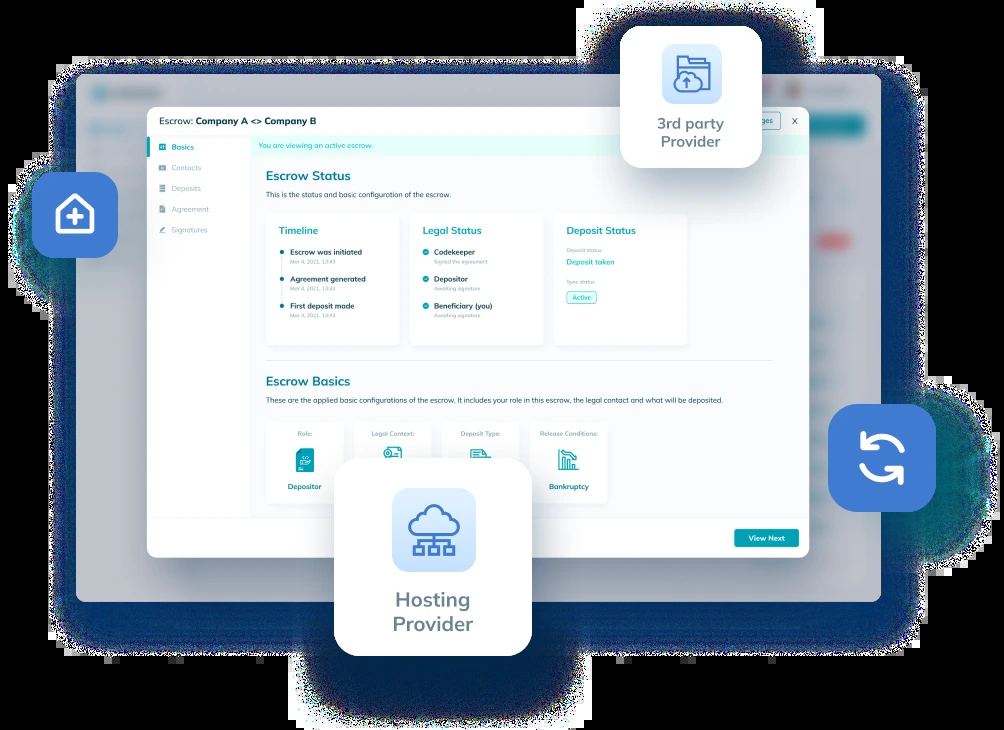 3rd party
Provider
Escrow: Company A <> Company B
X
Basics
Contacts
Deposits
Agreement
Signatures
You are viewing an active escrow.
Escrow Status
This is the status and basic configuration of the escrow.
Timeline
Escrow was initiated
Mar 4, 2021, 13:43
Agreement generated
Mar 4, 2021, 13:43
First deposit made
Mar 4, 2021, 13:43
Legal Status
Codekeeper
Signed the agreement
Depositor
Awaiting signature
Beneficiary (you)
Awaiting signature
Deposit Status
Deposit status
Deposit taken
Sync status
Active
Escrow Basics
These are the applied basic configurations of the escrow. It includes your role in this escrow, the legal contact and what will be deposited.
Role:
Depositor
Legal Context:
Deposit Type:
Release Conditions:
Bankruptcy
View Next
Hosting
Provider